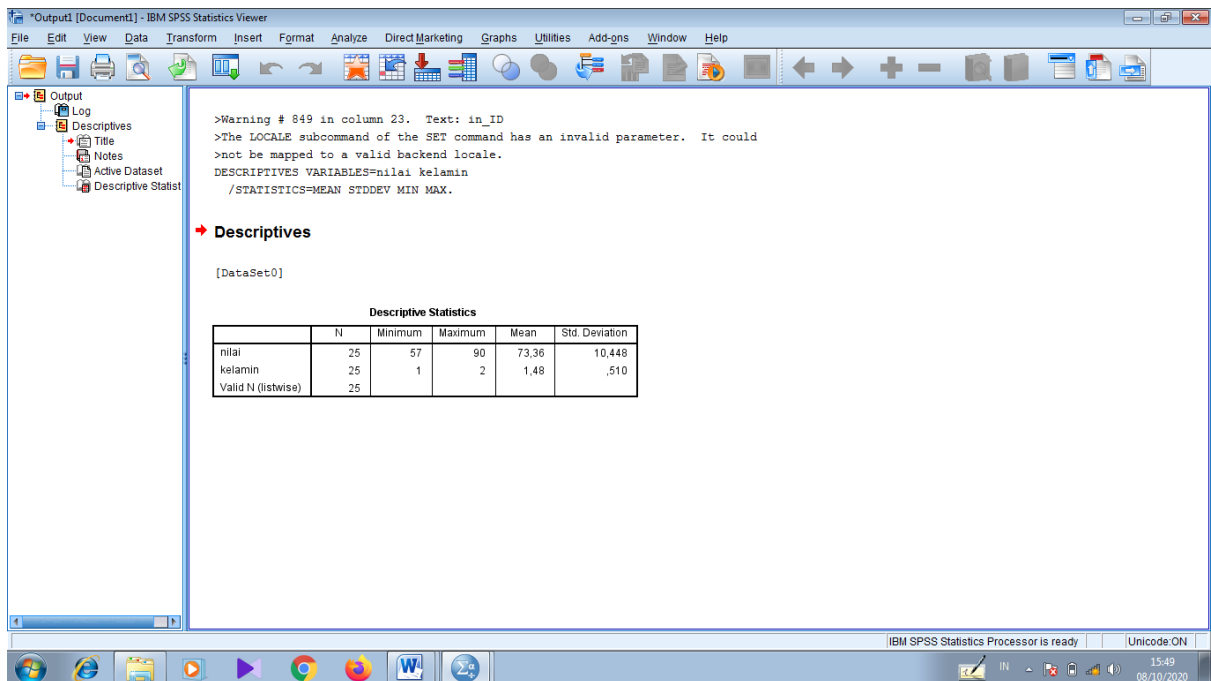 *Output1 [Document1] - IBM SPSS Statistics Viewer
File Edit View Data Transform Insert Format Analyze Direct Marketing Graphs Utilities Add-ons Window Help
Output
Log
Descriptives
Title
Notes
Active Dataset
Descriptive Statist
>Warning # 849 in column 23. Text: in_ID
>The LOCALE subcommand of the SET command has an invalid parameter. It could
>not be mapped to a valid backend locale.
DESCRIPTIVES VARIABLES=nilai kelamin
/STATISTICS=MEAN STDDEV MIN MAX.
Descriptives
[DataSet0]
Descriptive Statistics
N Minimum Maximum Mean Std. Deviation
nilai 25 57 90 73,36 10,448
kelamin 25 1 2 1,48 ,510
Valid N (listwise) 25
IBM SPSS Statistics Processor is ready Unicode:ON
IN 15:49
08/10/2020